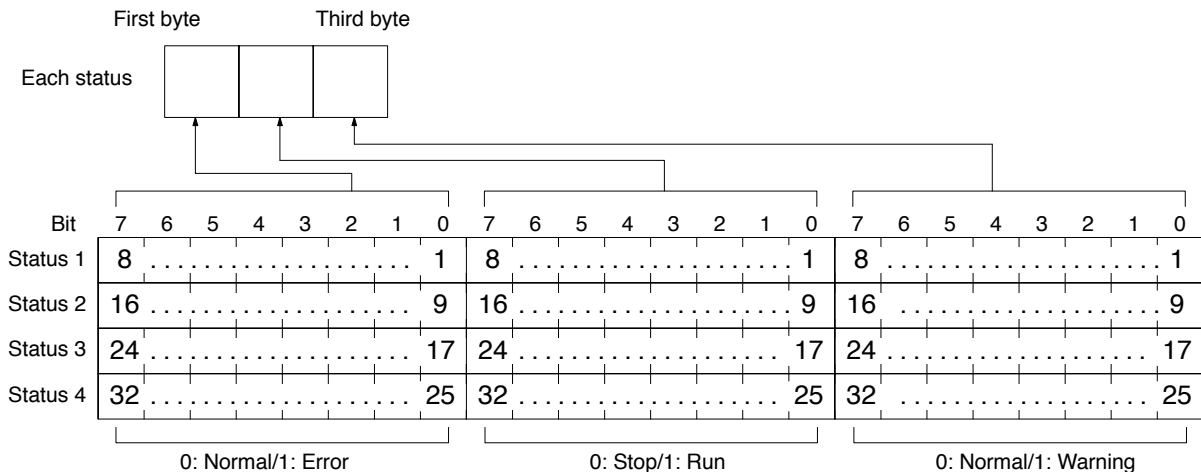 First byte Third byte
Each status
Bit 7 6 5 4 3 2 1 0 7 6 5 4 3 2 1 0 7 6 5 4 3 2 1 0
Status 1 8 . . . . . . . . . . . . . . . . . . . 1 8 . . . . . . . . . . . . . . . . . . . 1 8 . . . . . . . . . . . . . . . . . . . 1
Status 2 16 . . . . . . . . . . . . . . . . . . . 9 16 . . . . . . . . . . . . . . . . . . . 9 16 . . . . . . . . . . . . . . . . . . . 9
Status 3 24 . . . . . . . . . . . . . . . . . . . 17 24 . . . . . . . . . . . . . . . . . . . 17 24 . . . . . . . . . . . . . . . . . . . 17
Status 4 32 . . . . . . . . . . . . . . . . . . . 25 32 . . . . . . . . . . . . . . . . . . . 25 32 . . . . . . . . . . . . . . . . . . . 25
0: Normal/1: Error 0: Stop/1: Run 0: Normal/1: Warning